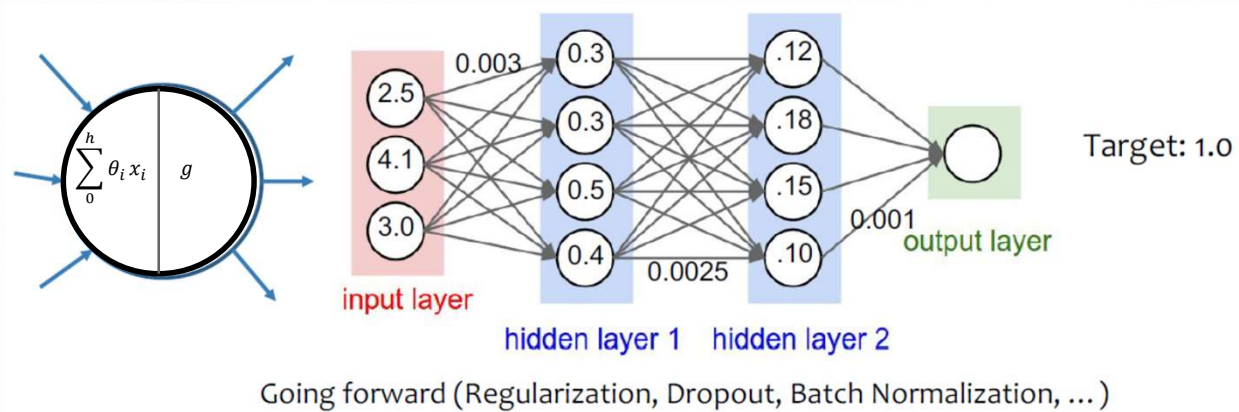 h
∑ θᵢ xᵢ
0
g
2.5
4.1
3.0
input layer
0.003
0.3
0.3
0.5
0.4
hidden layer 1
0.0025
.12
.18
.15
.10
hidden layer 2
0.001
output layer
Target: 1.0
Going forward (Regularization, Dropout, Batch Normalization, ...)